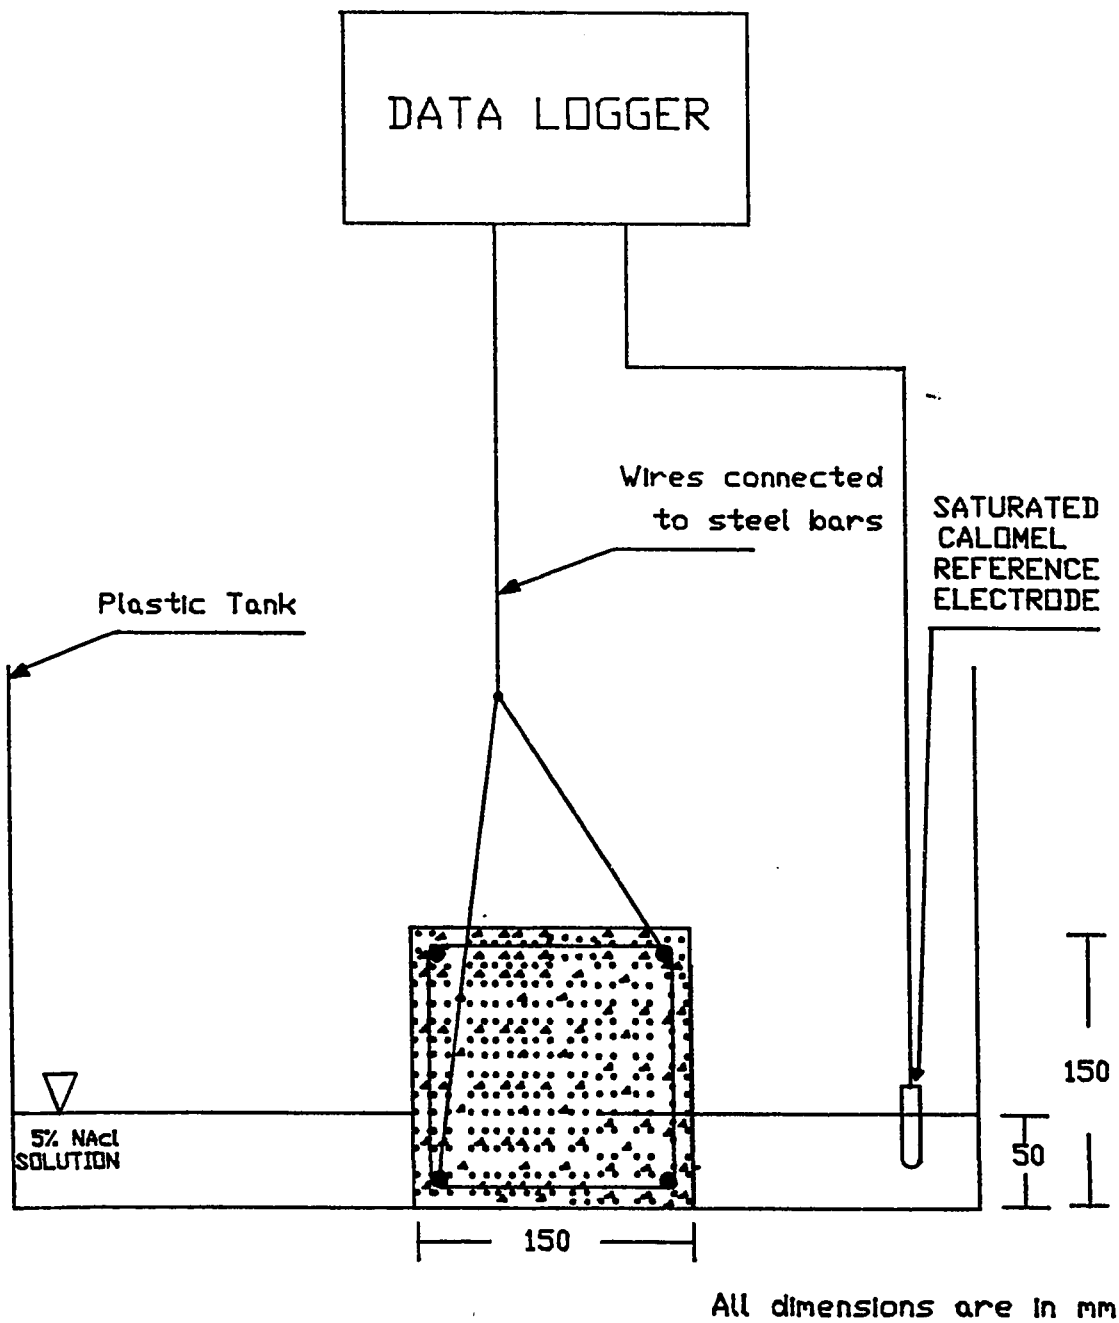 DATA LOGGER
Wires connected
to steel bars
SATURATED
CALOMEL
REFERENCE
ELECTRODE
Plastic Tank
5% NAcl
SOLUTION
150
50
150
All dimensions are in mm